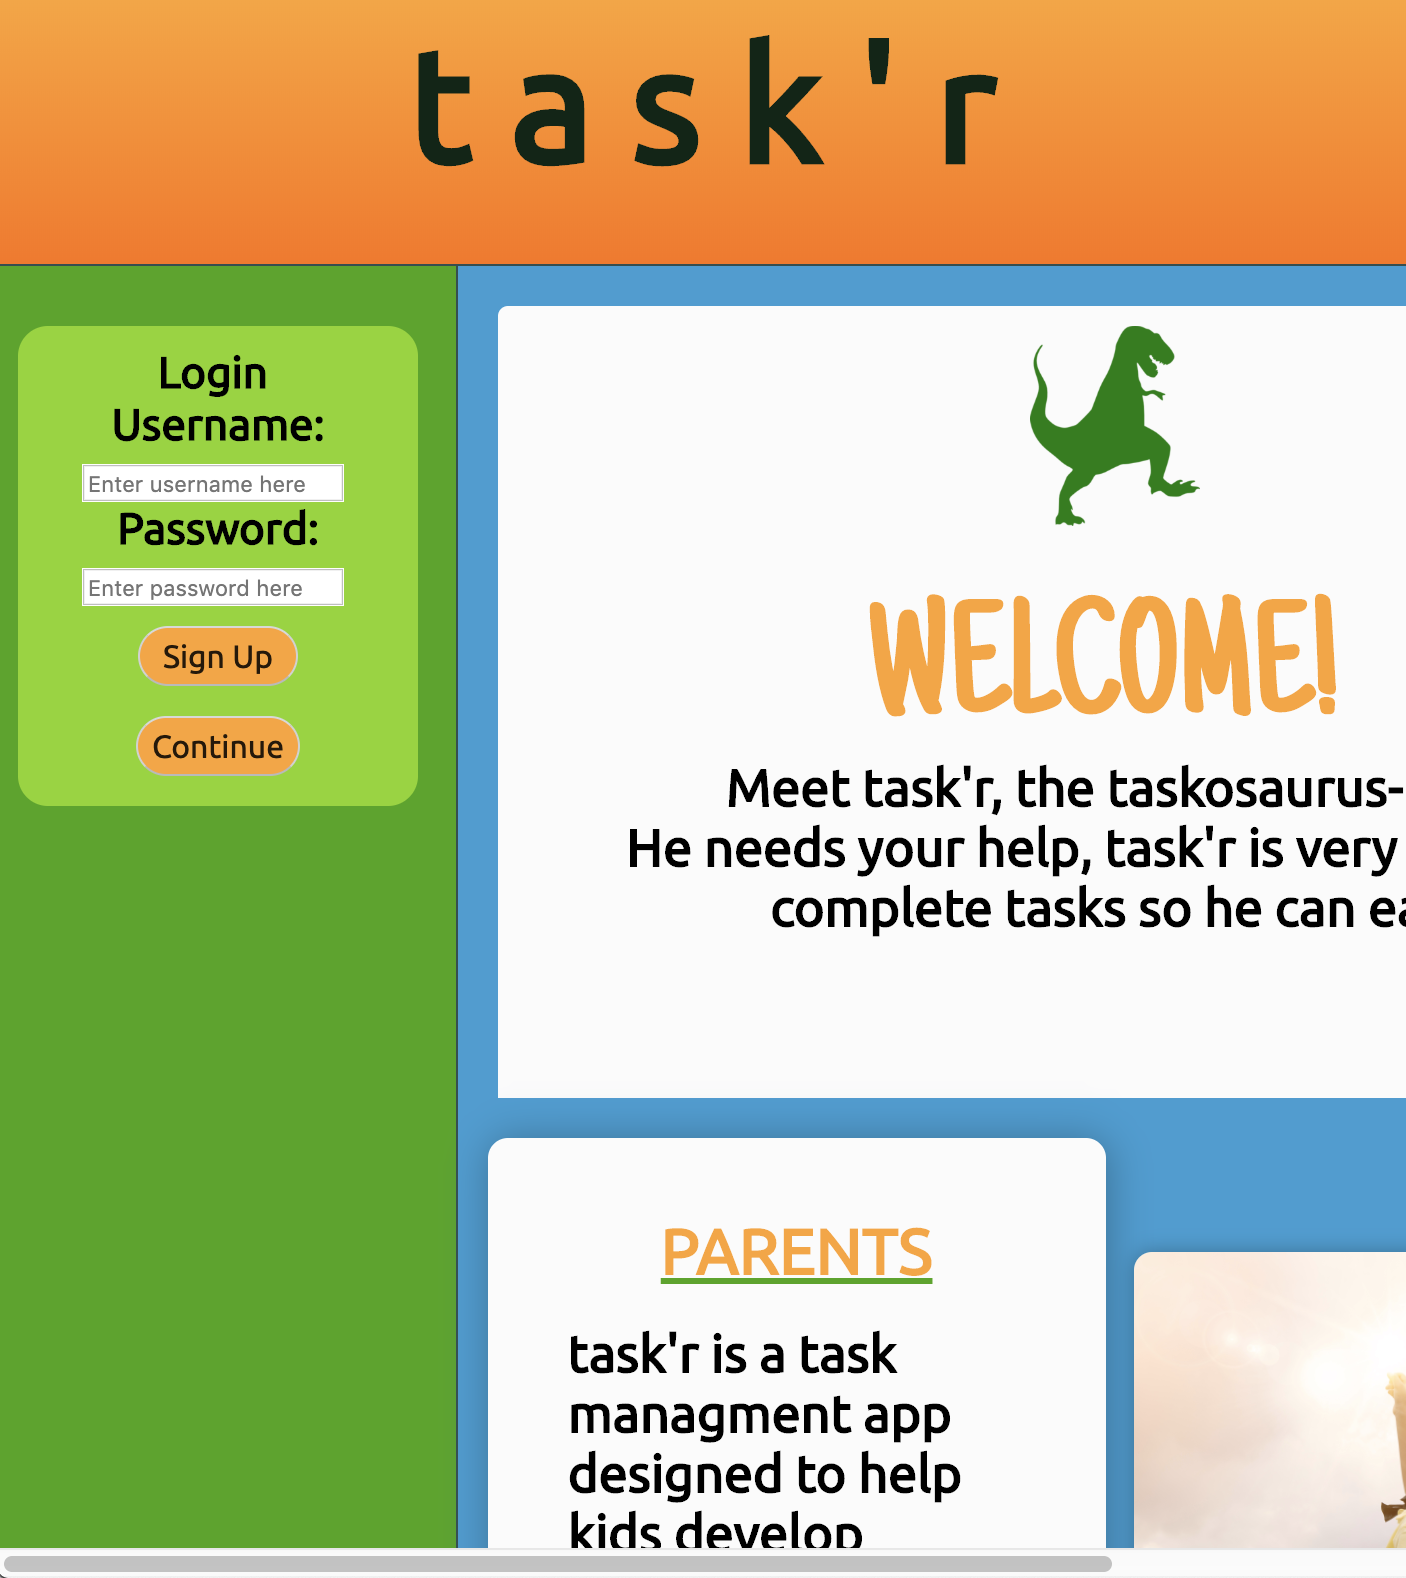 task'r
Login
Username:
Enter username here
Password:
Enter password here
Sign Up
Continue
WELCOME!
Meet task'r, the taskosaurus-
He needs your help, task'r is very
complete tasks so he can
PARENTS
task'r is a task
managment app
designed to help
kids develop